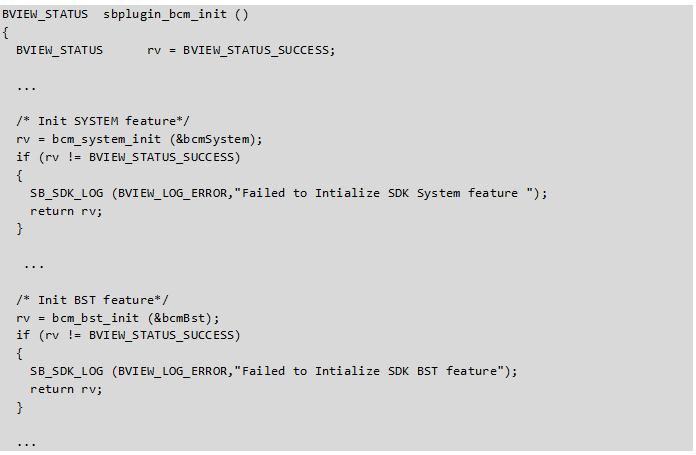 BVIEW_STATUS  sbplugin_bcm_init ()
{
  BVIEW_STATUS      rv = BVIEW_STATUS_SUCCESS;
  ...
  /* Init SYSTEM feature*/
  rv = bcm_system_init (&bcmSystem);
  if (rv != BVIEW_STATUS_SUCCESS)
  {
    SB_SDK_LOG (BVIEW_LOG_ERROR,"Failed to Intialize SDK System feature ");
    return rv;
  }
   ...
  /* Init BST feature*/
  rv = bcm_bst_init (&bcmBst);
  if (rv != BVIEW_STATUS_SUCCESS)
  {
    SB_SDK_LOG (BVIEW_LOG_ERROR,"Failed to Intialize SDK BST feature");
    return rv;
  }
  ...